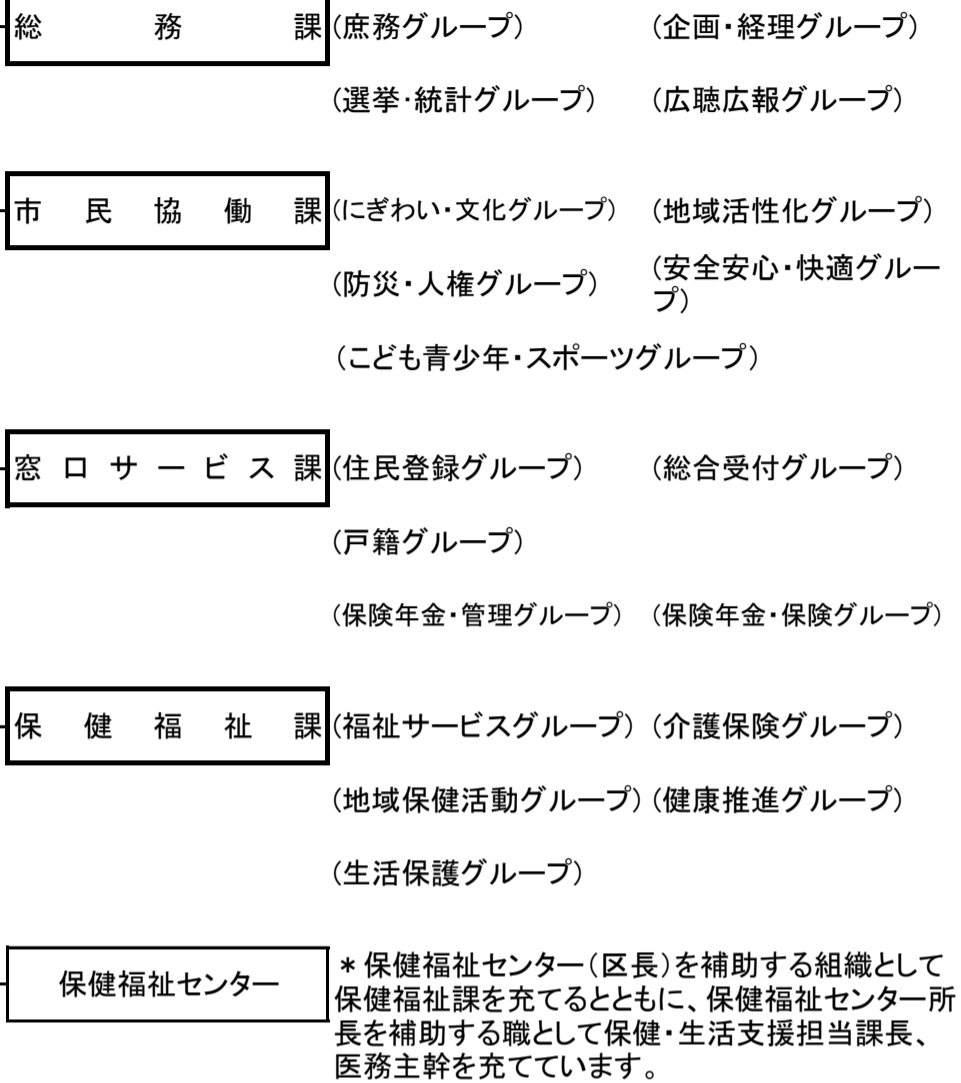 総務課 (庶務グループ) (企画・経理グループ)
(選挙・統計グループ) (広聴広報グループ)
市民協働課 (にぎわい・文化グループ) (地域活性化グループ)
(防災・人権グループ) (安全安心・快適グルー
プ)
(こども青少年・スポーツグループ)
窓口サービス課 (住民登録グループ) (総合受付グループ)
(戸籍グループ)
(保険年金・管理グループ) (保険年金・保険グループ)
保健福祉課 (福祉サービスグループ) (介護保険グループ)
(地域保健活動グループ) (健康推進グループ)
(生活保護グループ)
保健福祉センター
*保健福祉センター(区長)を補助する組織として
保健福祉課を充てるとともに、保健福祉センター所
長を補助する職として保健・生活支援担当課長、
医務主幹を充てています。